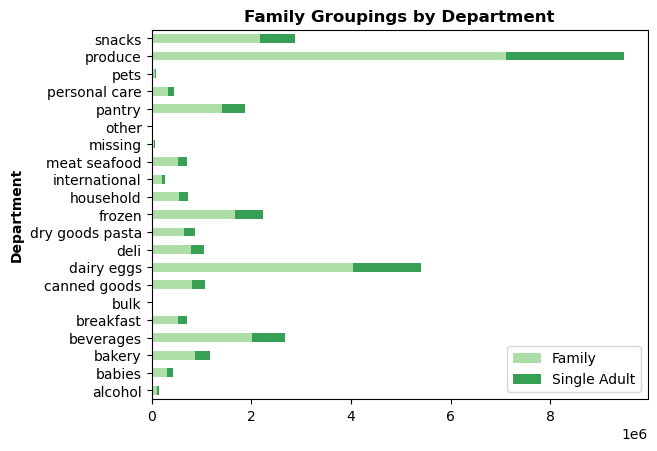 Family Groupings by Department
snacks
produce
pets
personal care
pantry
other
missing
meat seafood
international
household
frozen
dry goods pasta
deli
dairy eggs
canned goods
bulk
breakfast
beverages
bakery
babies
alcohol
Department
Family
Single Adult
0 2 4 6 8
1e6